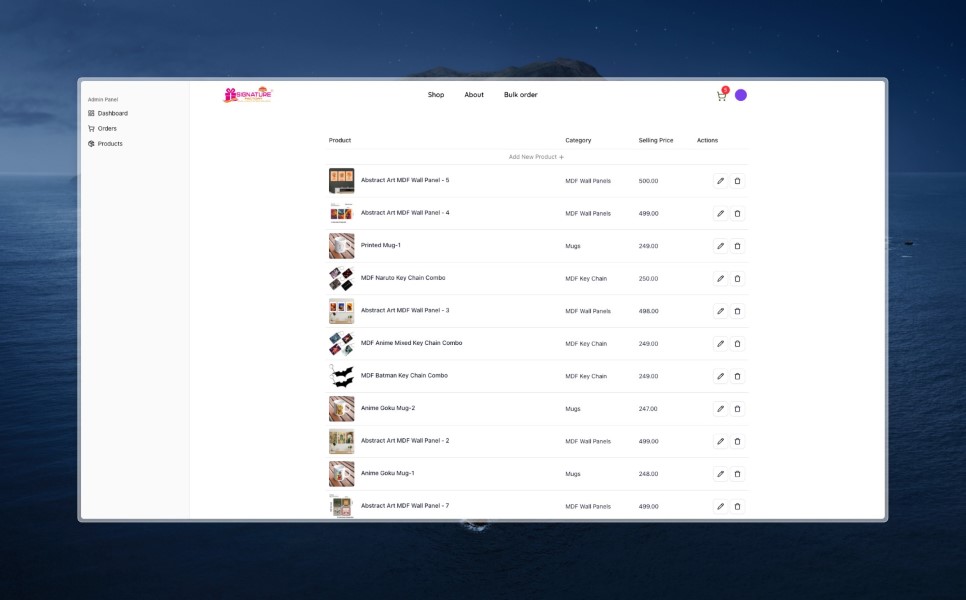 Admin Panel
Dashboard
Orders
Products
SIGNATURE
Shop About Bulk order
Product Category Selling Price Actions
Add New Product +
Abstract Art MDF Wall Panel - 5 MDF Wall Panels 500.00
Abstract Art MDF Wall Panel - 4 MDF Wall Panels 499.00
Printed Mug-1 Mugs 249.00
MDF Naruto Key Chain Combo MDF Key Chain 250.00
Abstract Art MDF Wall Panel - 3 MDF Wall Panels 498.00
MDF Anime Mixed Key Chain Combo MDF Key Chain 249.00
MDF Batman Key Chain Combo MDF Key Chain 249.00
Anime Goku Mug-2 Mugs 247.00
Abstract Art MDF Wall Panel - 2 MDF Wall Panels 499.00
Anime Goku Mug-1 Mugs 248.00
Abstract Art MDF Wall Panel - 7 MDF Wall Panels 499.00